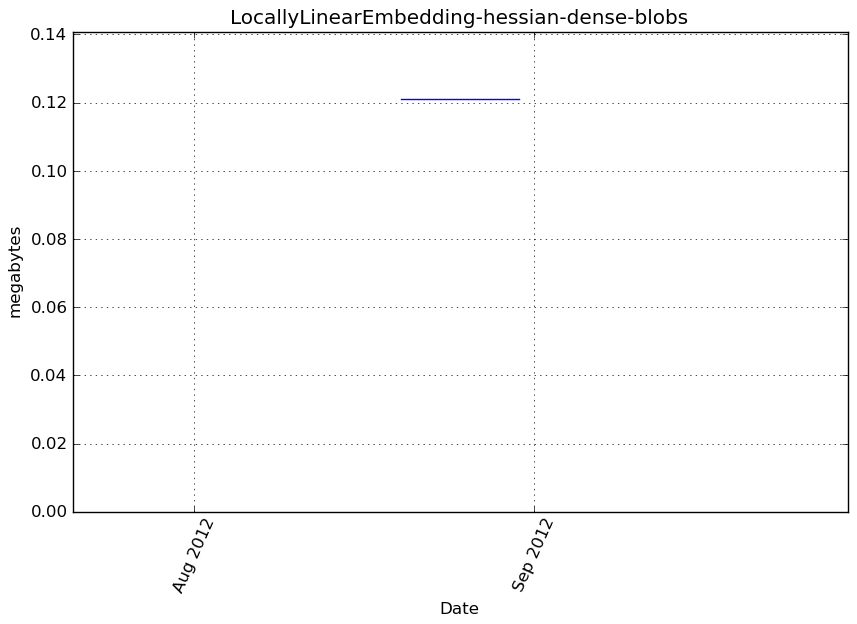 LocallyLinearEmbedding-hessian-dense-blobs
0.14
0.12
0.10
0.08
0.06
0.04
0.02
0.00
megabytes
Aug 2012
Sep 2012
Date